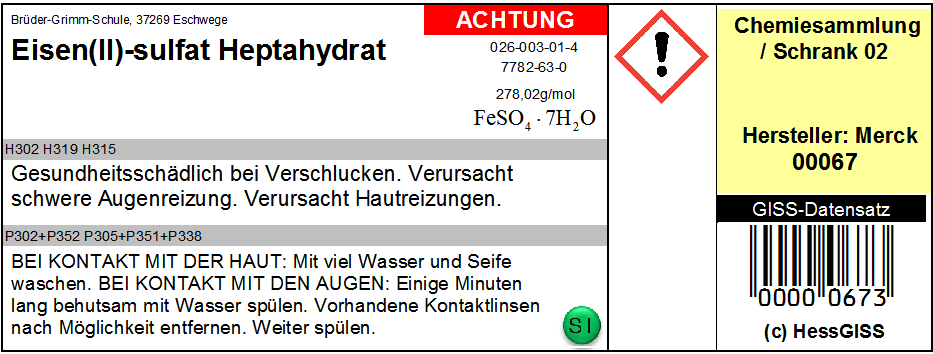 Brüder-Grimm-Schule, 37269 Eschwege
ACHTUNG
Eisen(II)-sulfat Heptahydrat
026-003-01-4
7782-63-0
278,02g/mol
FeSO₄ · 7H₂O
H302 H319 H315
Gesundheitsschädlich bei Verschlucken. Verursacht
schwere Augenreizung. Verursacht Hautreizungen.
P302+P352 P305+P351+P338
BEI KONTAKT MIT DER HAUT: Mit viel Wasser und Seife
waschen. BEI KONTAKT MIT DEN AUGEN: Einige Minuten
lang behutsam mit Wasser spülen. Vorhandene Kontaktlinsen
nach Möglichkeit entfernen. Weiter spülen.
SI
Chemiesammlung
/ Schrank 02
Hersteller: Merck
00067
GISS-Datensatz
0000 0673
(c) HessGISS